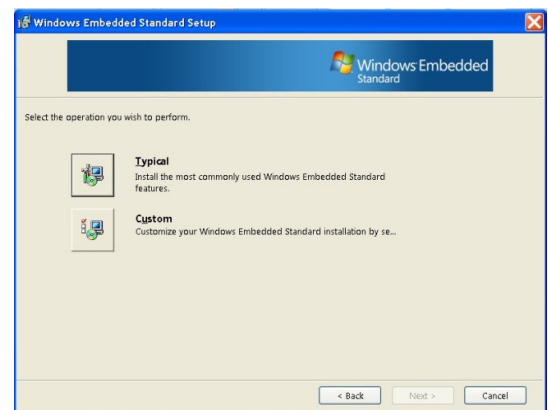 Windows Embedded Standard Setup
Windows Embedded
Standard
Select the operation you wish to perform.
Typical
Install the most commonly used Windows Embedded Standard
features.
Custom
Customize your Windows Embedded Standard installation by se...
< Back
Next >
Cancel